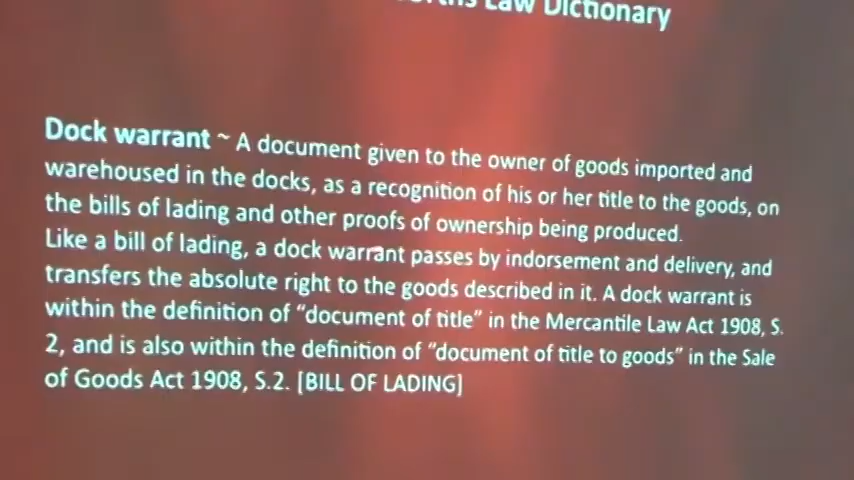 Law Dictionary
Dock warrant ~ A document given to the owner of goods imported and
warehoused in the docks, as a recognition of his or her title to the goods, on
the bills of lading and other proofs of ownership being produced.
Like a bill of lading, a dock warrant passes by indorsement and delivery, and
transfers the absolute right to the goods described in it. A dock warrant is
within the definition of “document of title” in the Mercantile Law Act 1908, S.
2, and is also within the definition of “document of title to goods” in the Sale
of Goods Act 1908, S.2. [BILL OF LADING]